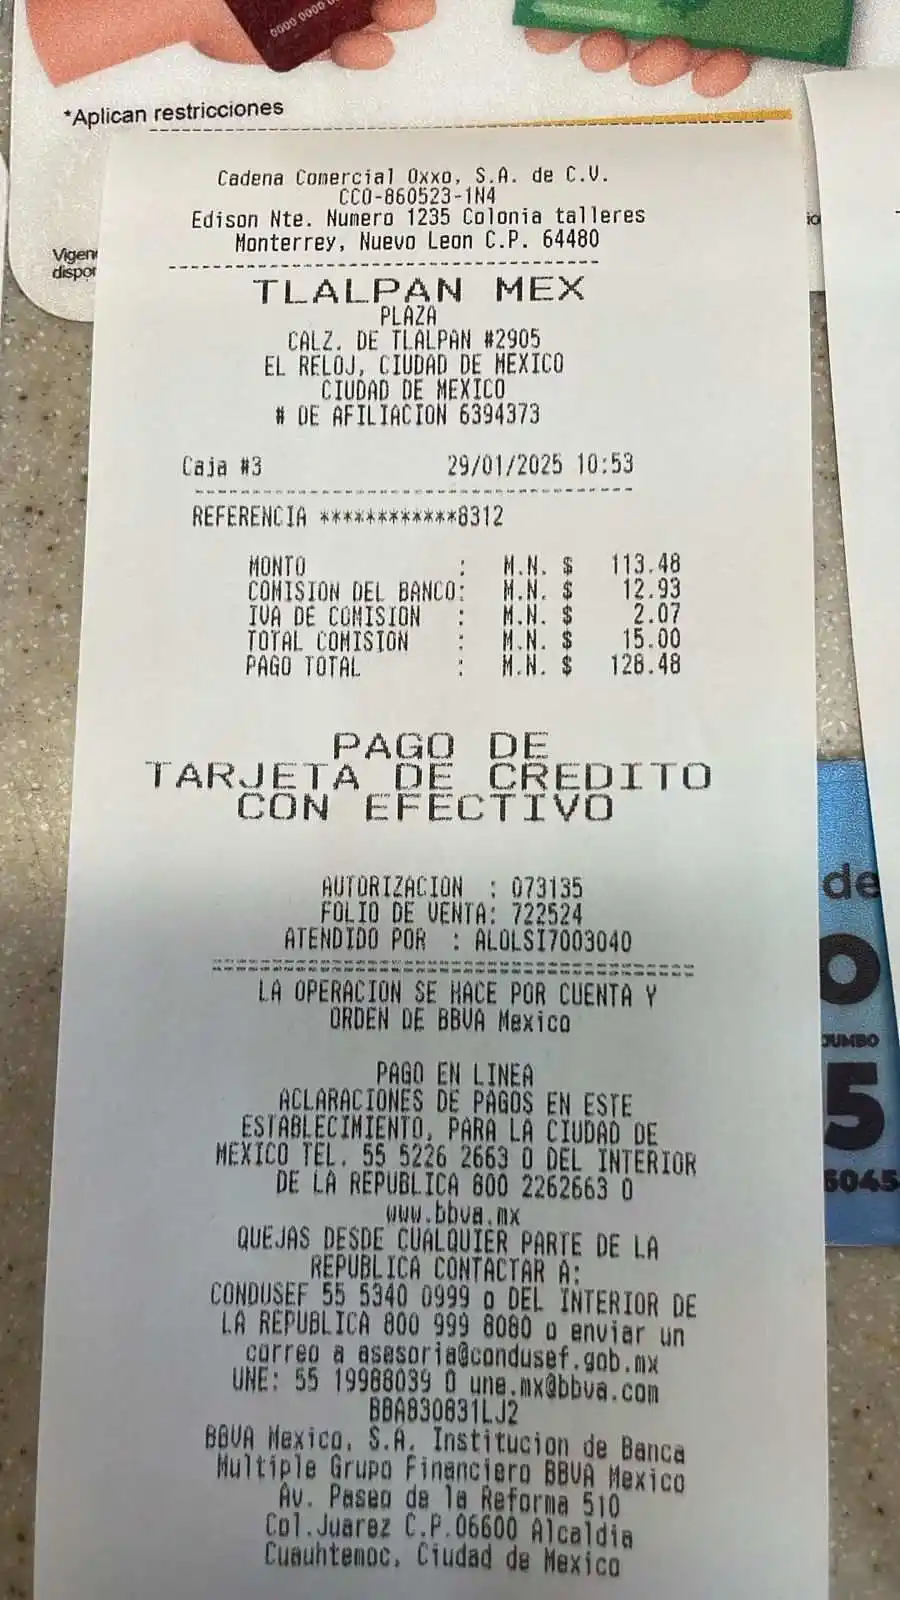 0000 0000 0
*Aplican restricciones
Cadena Comercial Oxxo, S.A. de C.V.
CCO-860523-1N4
Edison Nte. Numero 1235 Colonia talleres
Monterrey, Nuevo Leon C.P. 64480
Vigen
dispor
TLALPAN MEX
PLAZA
CALZ. DE TLALPAN #2905
EL RELOJ, CIUDAD DE MEXICO
CIUDAD DE MEXICO
# DE AFILIACION 6394373
Caja #3 29/01/2025 10:53
REFERENCIA ************8312
MONTO : M.N. $ 113.48
COMISION DEL BANCO: M.N. $ 12.93
IVA DE COMISION : M.N. $ 2.07
TOTAL COMISION : M.N. $ 15.00
PAGO TOTAL : M.N. $ 128.48
PAGO DE
TARJETA DE CREDITO
CON EFECTIVO
AUTORIZACION : 073135
FOLIO DE VENTA: 722524
ATENDIDO POR : ALOLSI7003040
LA OPERACION SE HACE POR CUENTA Y
ORDEN DE BBVA Mexico
PAGO EN LINEA
ACLARACIONES DE PAGOS EN ESTE
ESTABLECIMIENTO, PARA LA CIUDAD DE
MEXICO TEL. 55 5226 2663 O DEL INTERIOR
DE LA REPUBLICA 800 2262663 O
www.bbva.mx
QUEJAS DESDE CUALQUIER PARTE DE LA
REPUBLICA CONTACTAR A:
CONDUSEF 55 5340 0999 o DEL INTERIOR DE
LA REPUBLICA 800 999 8080 o enviar un
correo a asesoria@condusef.gob.mx
UNE: 55 19988039 O une.mx@bbva.com
BBA830831LJ2
BBVA Mexico, S.A. Institucion de Banca
Multiple Grupo Financiero BBVA Mexico
Av. Paseo de la Reforma 510
Col.Juarez C.P.06600 Alcaldia
Cuauhtemoc, Ciudad de Mexico
de
O
JUMBO
5
6045